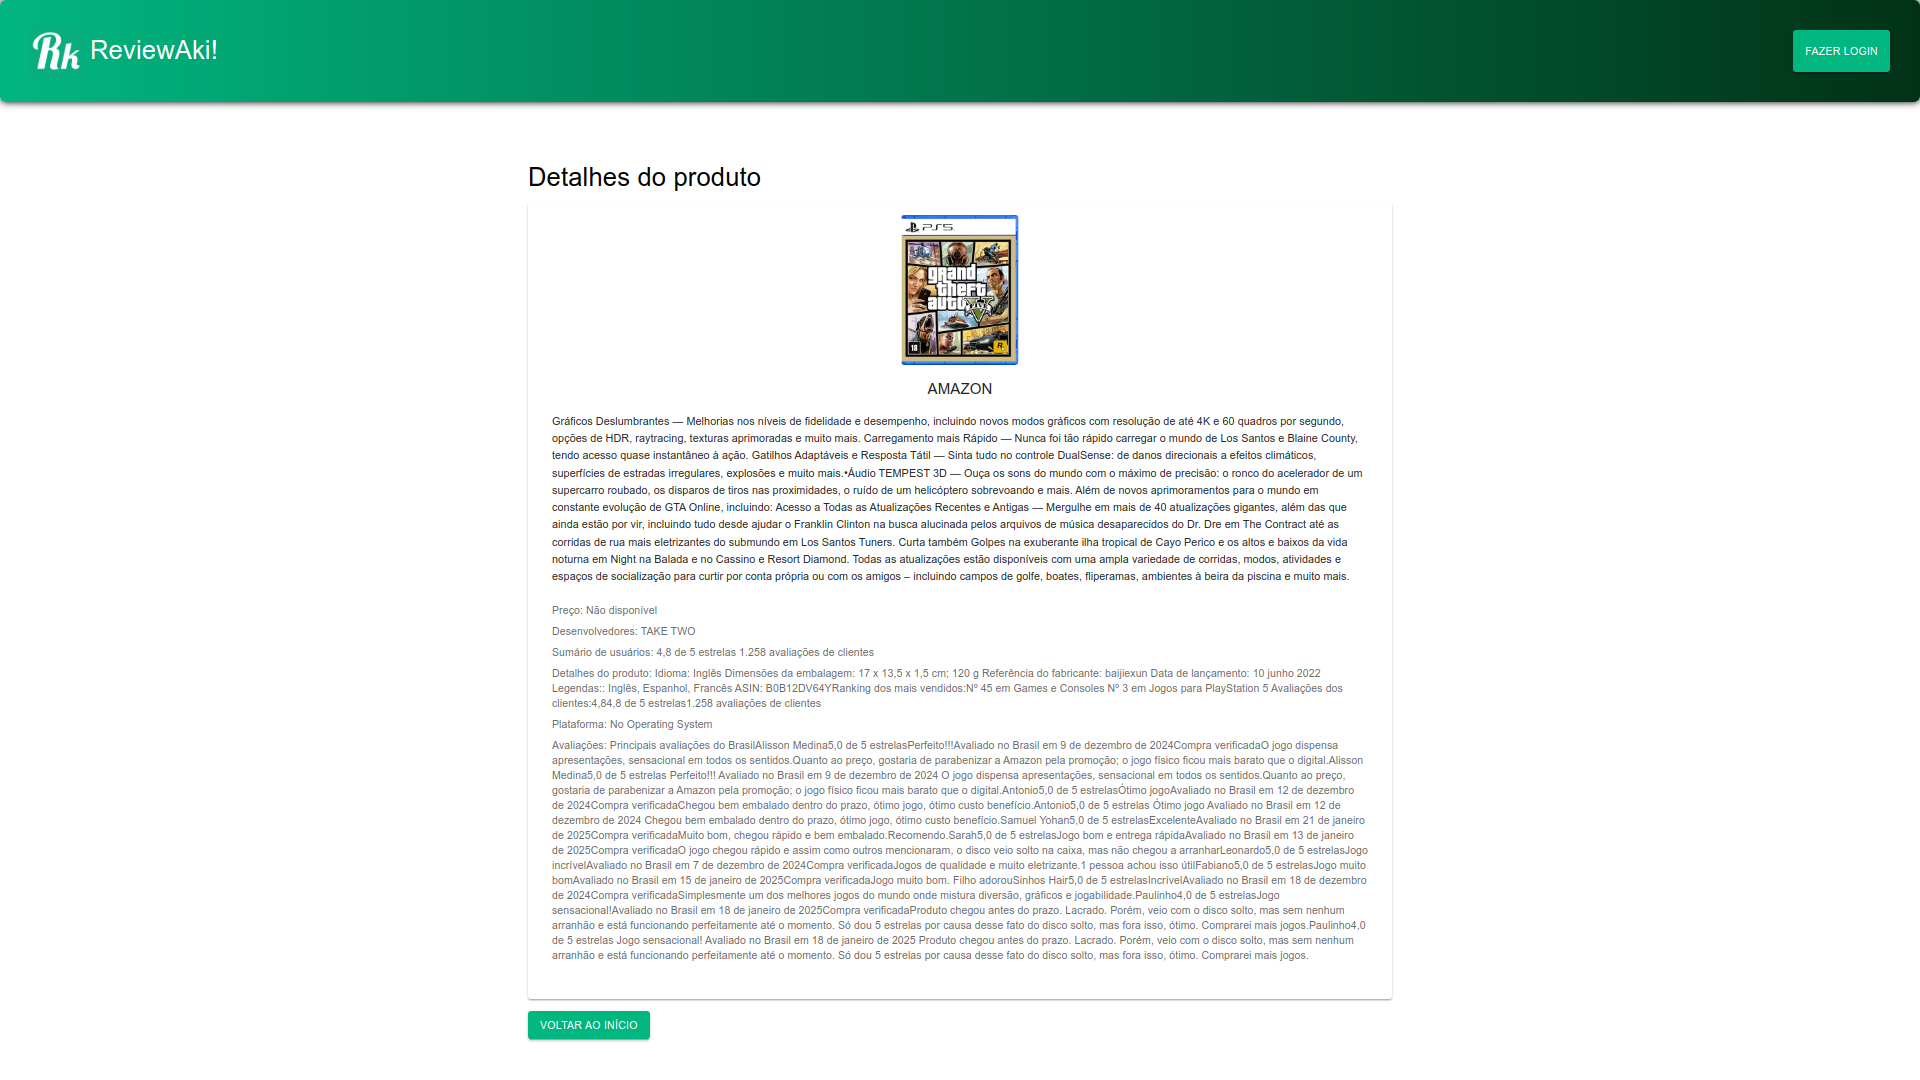 Rk ReviewAki!
FAZER LOGIN
Detalhes do produto
PS5
grand
theft
auto V
FIVE
18
R
AMAZON
Gráficos Deslumbrantes — Melhorias nos níveis de fidelidade e desempenho, incluindo novos modos gráficos com resolução de até 4K e 60 quadros por segundo,
opções de HDR, raytracing, texturas aprimoradas e muito mais. Carregamento mais Rápido — Nunca foi tão rápido carregar o mundo de Los Santos e Blaine County,
tendo acesso quase instantâneo à ação. Gatilhos Adaptáveis e Resposta Tátil — Sinta tudo no controle DualSense: de danos direcionais a efeitos climáticos,
superfícies de estradas irregulares, explosões e muito mais.•Áudio TEMPEST 3D — Ouça os sons do mundo com o máximo de precisão: o ronco do acelerador de um
supercarro roubado, os disparos de tiros nas proximidades, o ruído de um helicóptero sobrevoando e mais. Além de novos aprimoramentos para o mundo em
constante evolução de GTA Online, incluindo: Acesso a Todas as Atualizações Recentes e Antigas — Mergulhe em mais de 40 atualizações gigantes, além das que
ainda estão por vir, incluindo tudo desde ajudar o Franklin Clinton na busca alucinada pelos arquivos de música desaparecidos do Dr. Dre em The Contract até as
corridas de rua mais eletrizantes do submundo em Los Santos Tuners. Curta também Golpes na exuberante ilha tropical de Cayo Perico e os altos e baixos da vida
noturna em Night na Balada e no Cassino e Resort Diamond. Todas as atualizações estão disponíveis com uma ampla variedade de corridas, modos, atividades e
espaços de socialização para curtir por conta própria ou com os amigos – incluindo campos de golfe, boates, fliperamas, ambientes à beira da piscina e muito mais.
Preço: Não disponível
Desenvolvedores: TAKE TWO
Sumário de usuários: 4,8 de 5 estrelas 1.258 avaliações de clientes
Detalhes do produto: Idioma: Inglês Dimensões da embalagem: 17 x 13,5 x 1,5 cm; 120 g Referência do fabricante: baijiexun Data de lançamento: 10 junho 2022
Legendas:: Inglês, Espanhol, Francês ASIN: B0B12DV64YRanking dos mais vendidos:Nº 45 em Games e Consoles Nº 3 em Jogos para PlayStation 5 Avaliações dos
clientes:4,84,8 de 5 estrelas1.258 avaliações de clientes
Plataforma: No Operating System
Avaliações: Principais avaliações do BrasilAlisson Medina5,0 de 5 estrelasPerfeito!!!Avaliado no Brasil em 9 de dezembro de 2024Compra verificadaO jogo dispensa
apresentações, sensacional em todos os sentidos.Quanto ao preço, gostaria de parabenizar a Amazon pela promoção; o jogo físico ficou mais barato que o digital.Alisson
Medina5,0 de 5 estrelas Perfeito!!! Avaliado no Brasil em 9 de dezembro de 2024 O jogo dispensa apresentações, sensacional em todos os sentidos.Quanto ao preço,
gostaria de parabenizar a Amazon pela promoção; o jogo físico ficou mais barato que o digital.Antonio5,0 de 5 estrelasÓtimo jogoAvaliado no Brasil em 12 de dezembro
de 2024Compra verificadaChegou bem embalado dentro do prazo, ótimo jogo, ótimo custo benefício.Antonio5,0 de 5 estrelas Ótimo jogo Avaliado no Brasil em 12 de
dezembro de 2024 Chegou bem embalado dentro do prazo, ótimo jogo, ótimo custo benefício.Samuel Yohan5,0 de 5 estrelasExcelenteAvaliado no Brasil em 21 de janeiro
de 2025Compra verificadaMuito bom, chegou rápido e bem embalado.Recomendo.Sarah5,0 de 5 estrelasJogo bom e entrega rápidaAvaliado no Brasil em 13 de janeiro
de 2025Compra verificadaO jogo chegou rápido e assim como outros mencionaram, o disco veio solto na caixa, mas não chegou a arranharLeonardo5,0 de 5 estrelasJogo
incrívelAvaliado no Brasil em 7 de dezembro de 2024Compra verificadaJogos de qualidade e muito eletrizante.1 pessoa achou isso útilFabiano5,0 de 5 estrelasJogo muito
bomAvaliado no Brasil em 15 de janeiro de 2025Compra verificadaJogo muito bom. Filho adorouSinhos Hair5,0 de 5 estrelasIncrívelAvaliado no Brasil em 18 de dezembro
de 2024Compra verificadaSimplesmente um dos melhores jogos do mundo onde mistura diversão, gráficos e jogabilidade.Paulinho4,0 de 5 estrelasJogo
sensacional!Avaliado no Brasil em 18 de janeiro de 2025Compra verificadaProduto chegou antes do prazo. Lacrado. Porém, veio com o disco solto, mas sem nenhum
arranhão e está funcionando perfeitamente até o momento. Só dou 5 estrelas por causa desse fato do disco solto, mas fora isso, ótimo. Comprarei mais jogos.Paulinho4,0
de 5 estrelas Jogo sensacional! Avaliado no Brasil em 18 de janeiro de 2025 Produto chegou antes do prazo. Lacrado. Porém, veio com o disco solto, mas sem nenhum
arranhão e está funcionando perfeitamente até o momento. Só dou 5 estrelas por causa desse fato do disco solto, mas fora isso, ótimo. Comprarei mais jogos.
VOLTAR AO INÍCIO